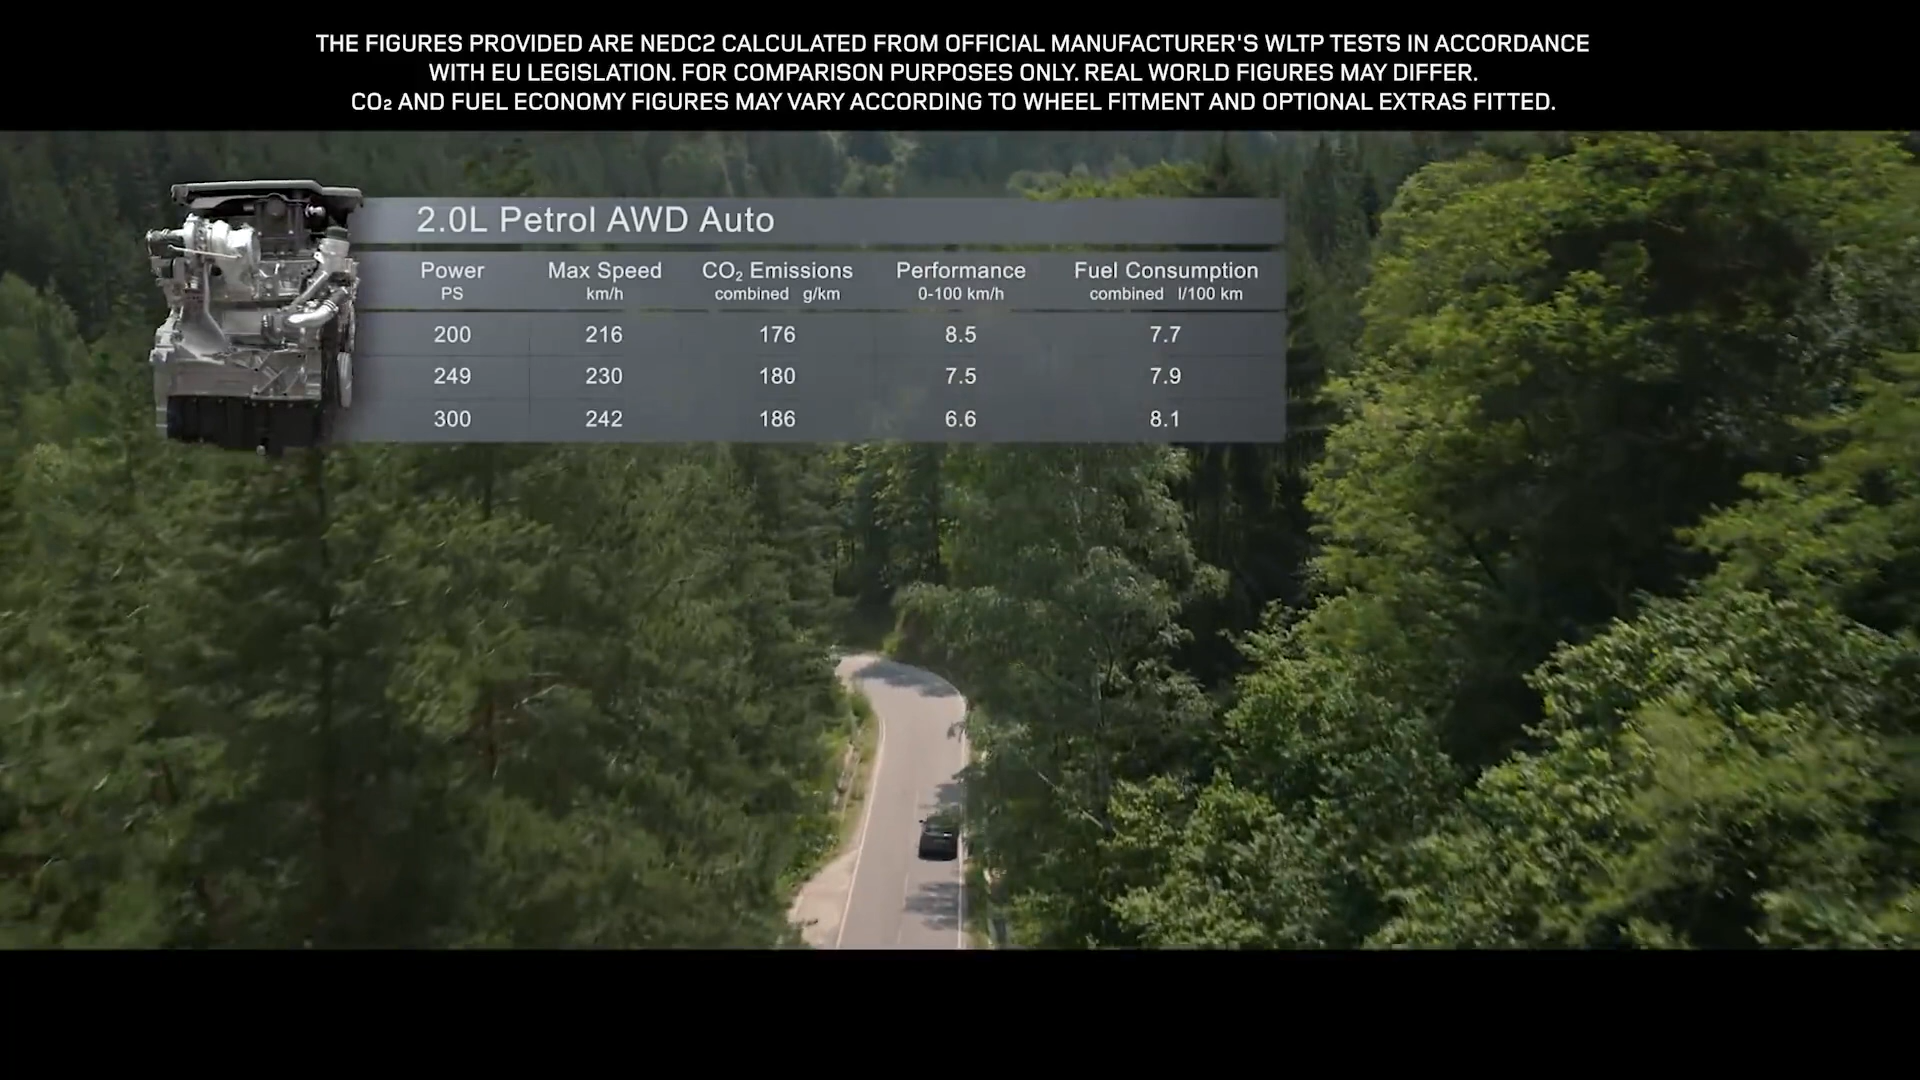 THE FIGURES PROVIDED ARE NEDC2 CALCULATED FROM OFFICIAL MANUFACTURER'S WLTP TESTS IN ACCORDANCE
WITH EU LEGISLATION. FOR COMPARISON PURPOSES ONLY. REAL WORLD FIGURES MAY DIFFER.
CO₂ AND FUEL ECONOMY FIGURES MAY VARY ACCORDING TO WHEEL FITMENT AND OPTIONAL EXTRAS FITTED.
2.0L Petrol AWD Auto
Power Max Speed CO₂ Emissions Performance Fuel Consumption
PS km/h combined g/km 0-100 km/h combined l/100 km
200 216 176 8.5 7.7
249 230 180 7.5 7.9
300 242 186 6.6 8.1